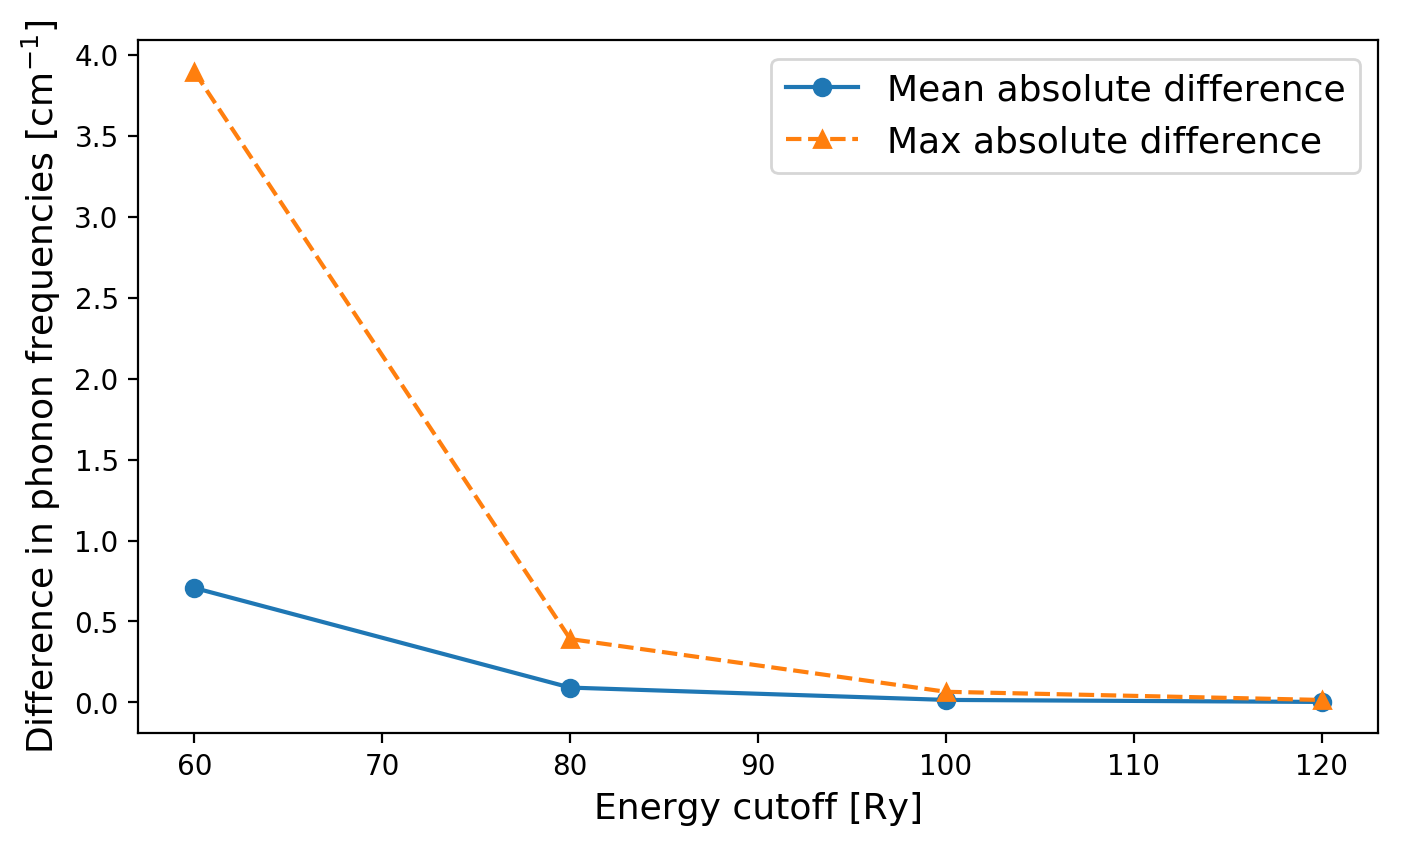 Difference in phonon frequencies [cm⁻¹]
4.0
3.5
3.0
2.5
2.0
1.5
1.0
0.5
0.0
Mean absolute difference
Max absolute difference
60 70 80 90 100 110 120
Energy cutoff [Ry]